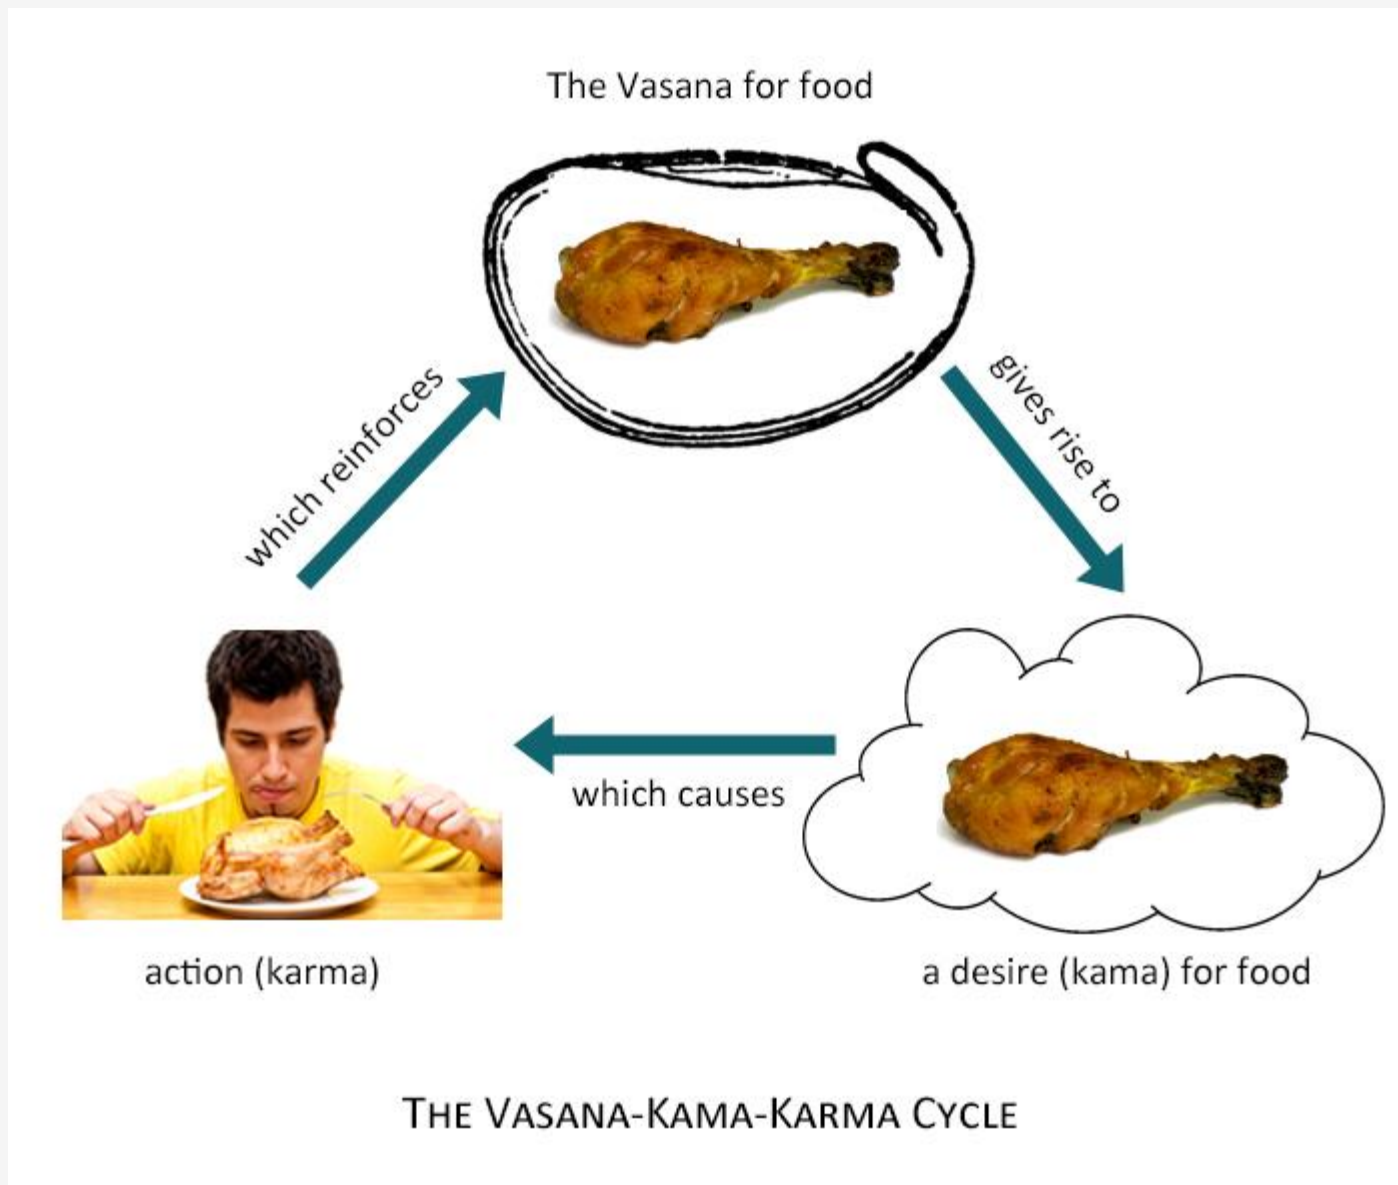 The Vasana for food
gives rise to
a desire (kama) for food
which causes
action (karma)
which reinforces
THE VASANA-KAMA-KARMA CYCLE